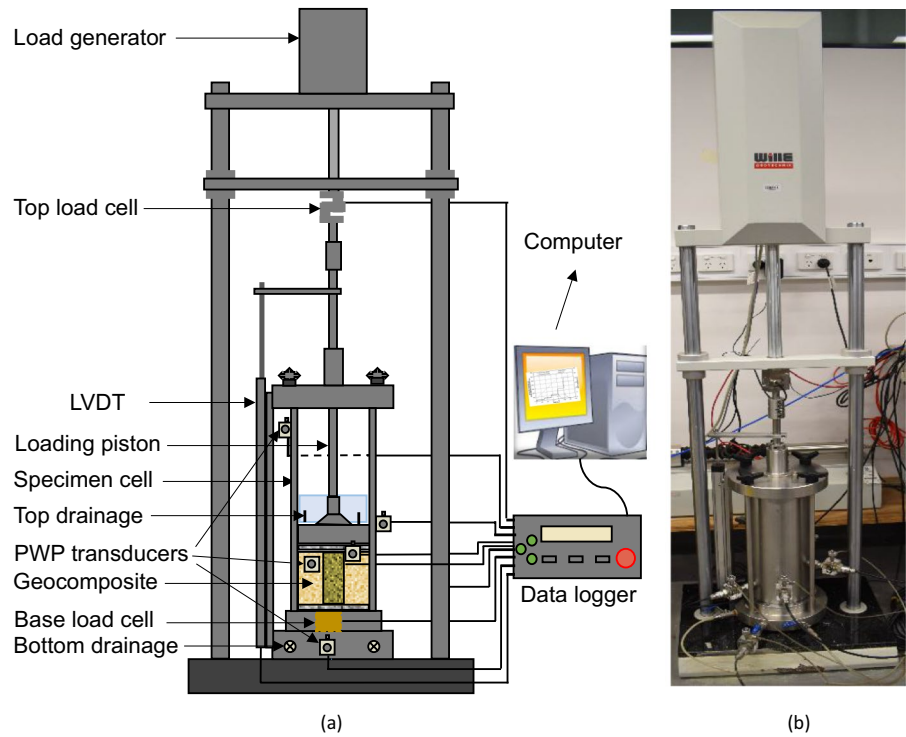 Load generator
Top load cell
Computer
LVDT
Loading piston
Specimen cell
Top drainage
PWP transducers
Geocomposite
Data logger
Base load cell
Bottom drainage
(a)
WILLE
(b)